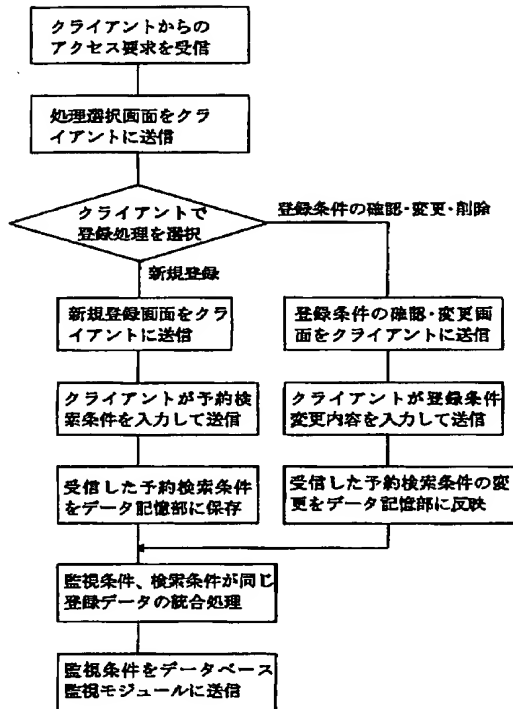 クライアントからの
アクセス要求を受信
処理選択画面をクラ
イアントに送信
クライアントで
登録処理を選択
登録条件の確認・変更・削除
新規登録
新規登録画面をクラ
イアントに送信
登録条件の確認・変更画
面をクライアントに送信
クライアントが予約検
索条件を入力して送信
クライアントが登録条件
変更内容を入力して送信
受信した予約検索条件
をデータ記憶部に保存
受信した予約検索条件の変
更をデータ記憶部に反映
監視条件、検索条件が同じ
登録データの統合処理
監視条件をデータベース
監視モジュールに送信